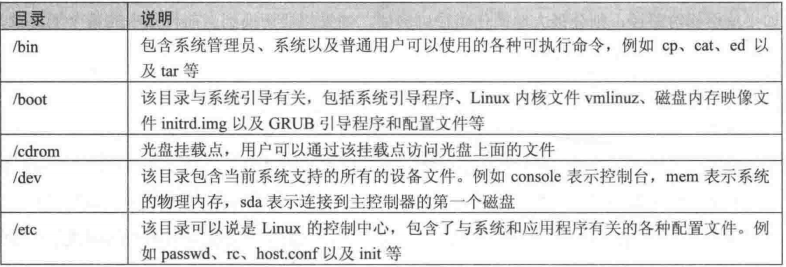 目录 说明
/bin 包含系统管理员、系统以及普通用户可以使用的各种可执行命令，例如 cp、cat、ed 以
及 tar 等
/boot 该目录与系统引导有关，包括系统引导程序、Linux 内核文件 vmlinuz、磁盘内存映像文
件 initrd.img 以及 GRUB 引导程序和配置文件等
/cdrom 光盘挂载点，用户可以通过该挂载点访问光盘上面的文件
/dev 该目录包含当前系统支持的所有的设备文件。例如 console 表示控制台，mem 表示系统
的物理内存，sda 表示连接到主控制器的第一个磁盘
/etc 该目录可以说是 Linux 的控制中心，包含了与系统和应用程序有关的各种配置文件。例
如 passwd、rc、host.conf 以及 init 等